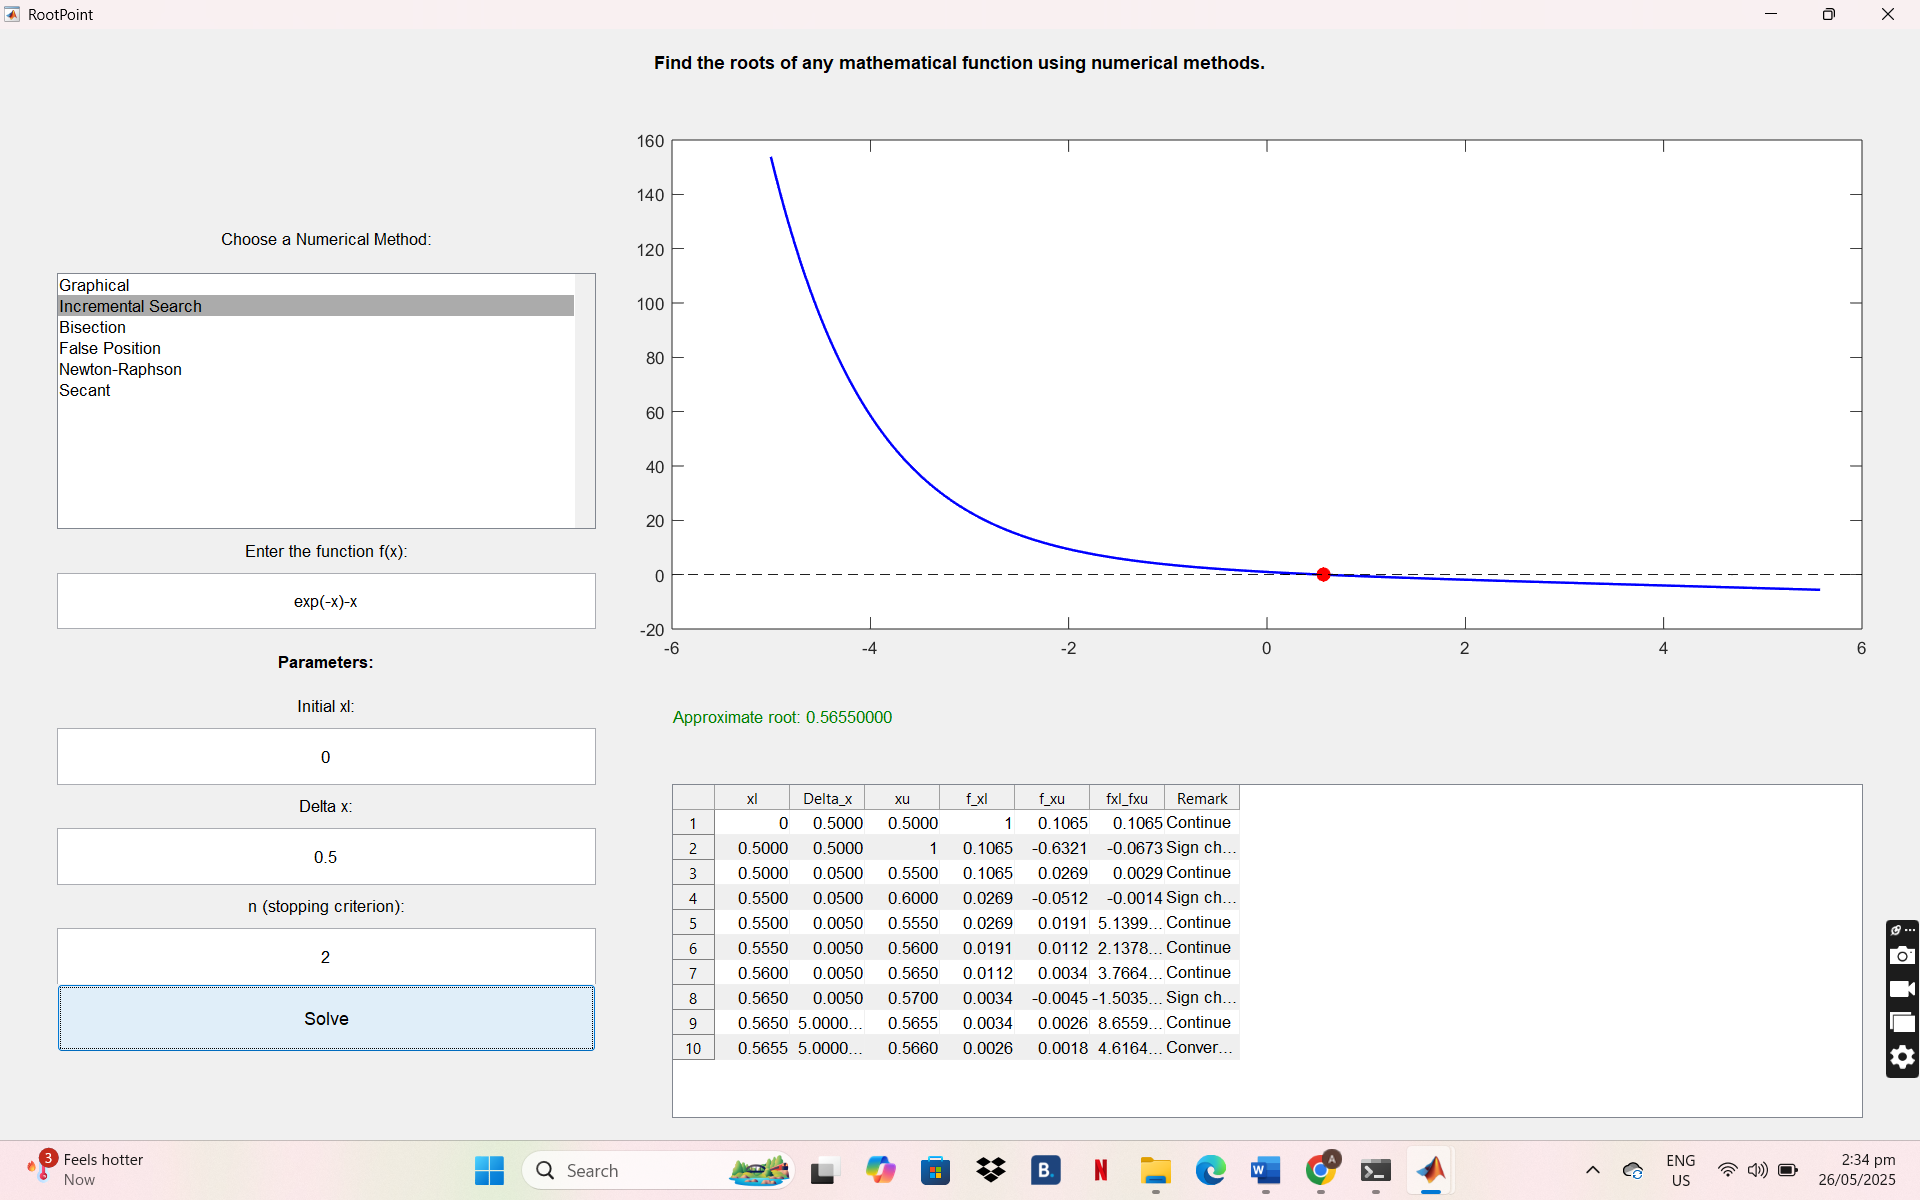 RootPoint
Find the roots of any mathematical function using numerical methods.
Choose a Numerical Method:
Graphical
Incremental Search
Bisection
False Position
Newton-Raphson
Secant
Enter the function f(x):
exp(-x)-x
Parameters:
Initial xl:
0
Delta x:
0.5
n (stopping criterion):
2
Solve
160
140
120
100
80
60
40
20
0
-20
-6 -4 -2 0 2 4 6
Approximate root: 0.56550000
xl Delta_x xu f_xl f_xu fxl_fxu Remark
1 0 0.5000 0.5000 1 0.1065 0.1065 Continue
2 0.5000 0.5000 1 0.1065 -0.6321 -0.0673 Sign ch...
3 0.5000 0.0500 0.5500 0.1065 0.0269 0.0029 Continue
4 0.5500 0.0500 0.6000 0.0269 -0.0512 -0.0014 Sign ch...
5 0.5500 0.0050 0.5550 0.0269 0.0191 5.1399... Continue
6 0.5550 0.0050 0.5600 0.0191 0.0112 2.1378... Continue
7 0.5600 0.0050 0.5650 0.0112 0.0034 3.7664... Continue
8 0.5650 0.0050 0.5700 0.0034 -0.0045 -1.5035... Sign ch...
9 0.5650 5.0000... 0.5655 0.0034 0.0026 8.6559... Continue
10 0.5655 5.0000... 0.5660 0.0026 0.0018 4.6164... Conver...
3
Feels hotter
Now
Search
B.
N
W
A
ENG
US
2:34 pm
26/05/2025